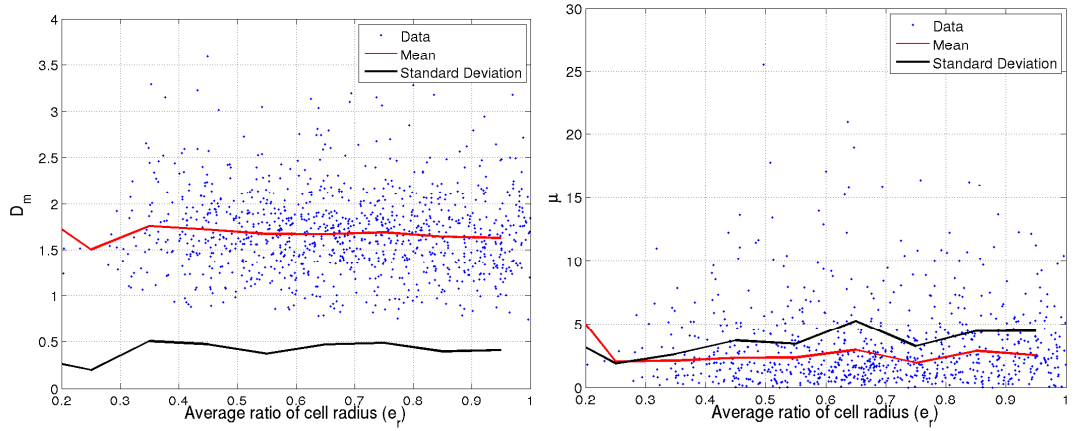 4
3.5
3
2.5
2
1.5
1
0.5
0
D_m
0.2 0.3 0.4 0.5 0.6 0.7 0.8 0.9 1
Average ratio of cell radius (e_r)
Data
Mean
Standard Deviation
30
25
20
15
10
5
0
μ
0.2 0.3 0.4 0.5 0.6 0.7 0.8 0.9 1
Average ratio of cell radius (e_r)
Data
Mean
Standard Deviation